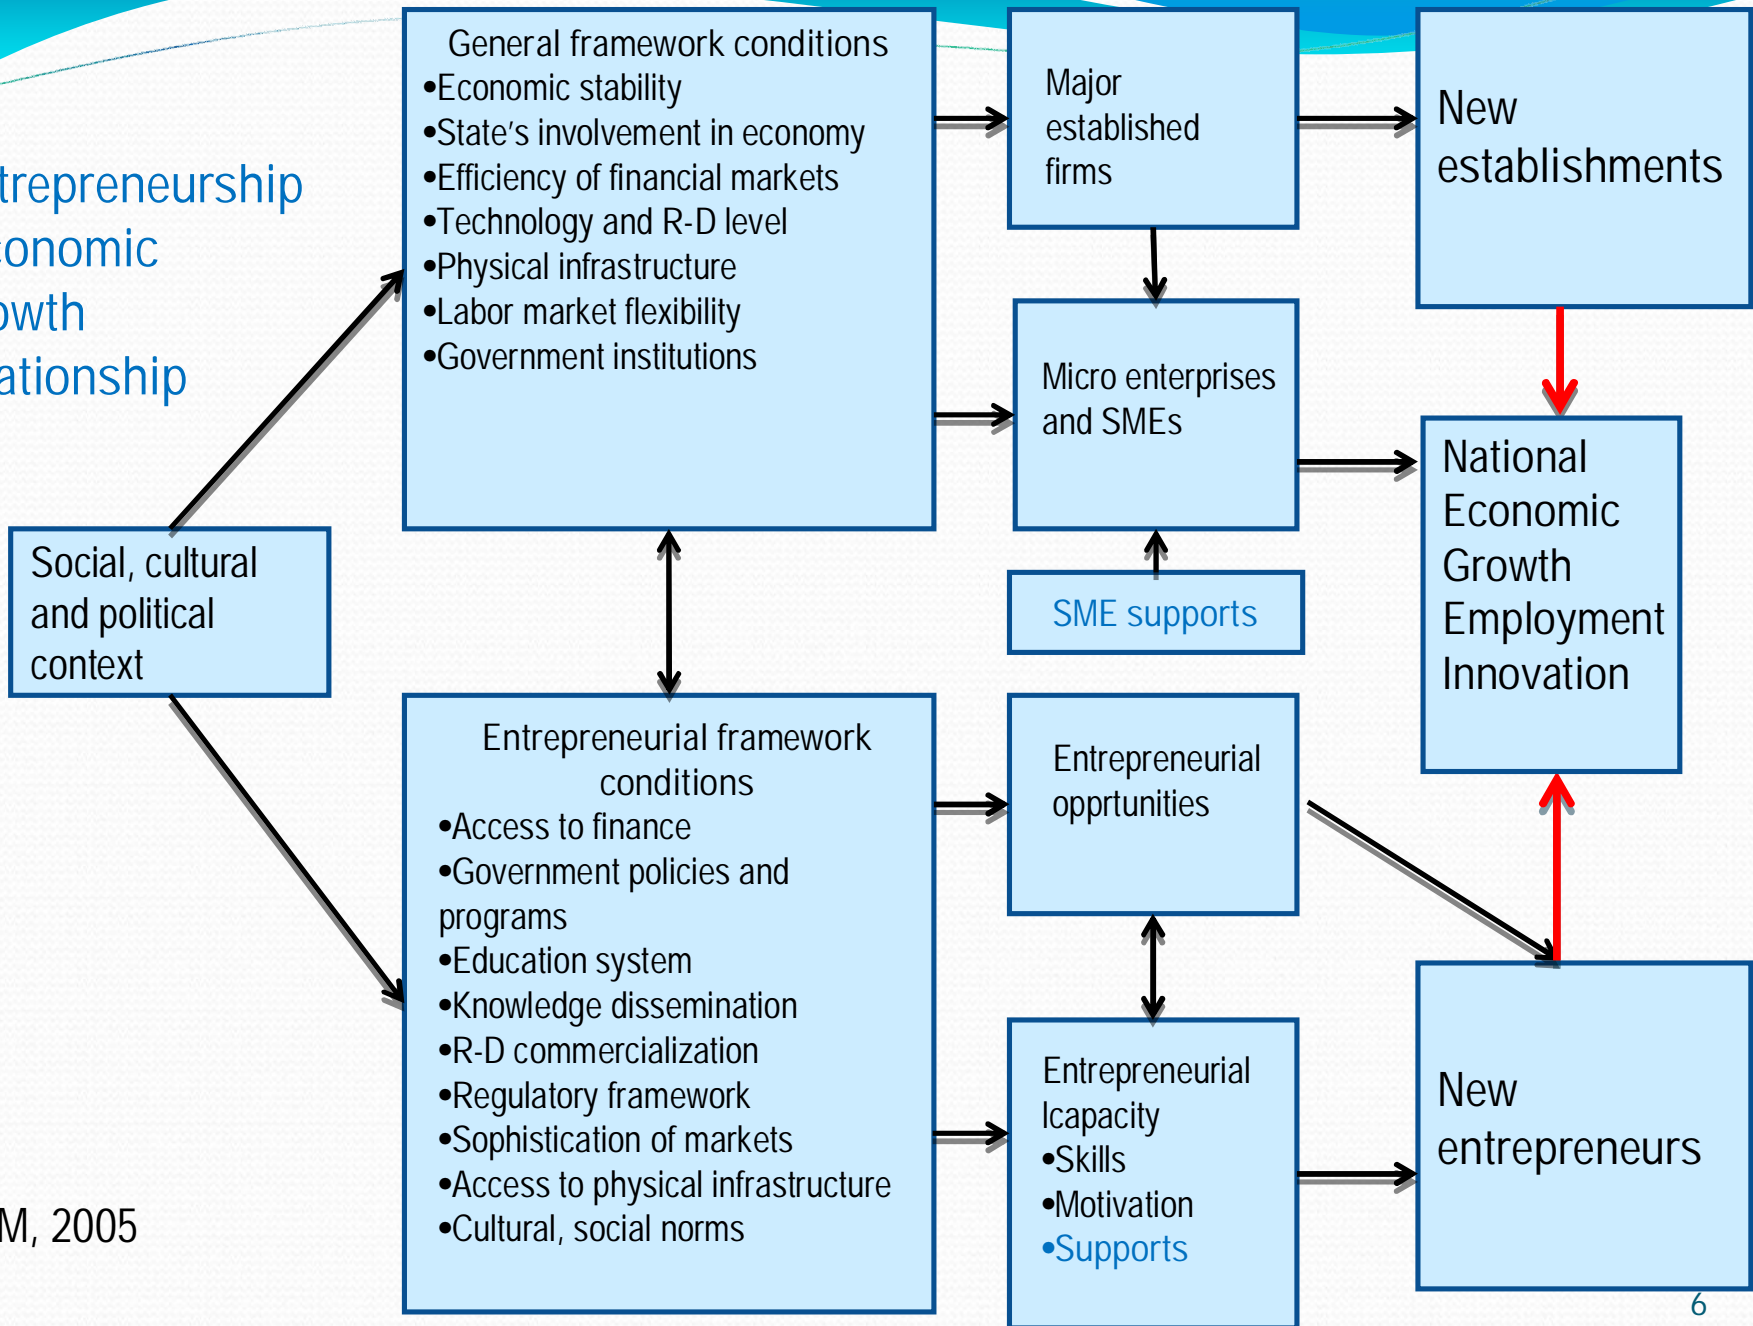 trepreneurship
conomic
owth
ationship
General framework conditions
•Economic stability
•State’s involvement in economy
•Efficiency of financial markets
•Technology and R-D level
•Physical infrastructure
•Labor market flexibility
•Government institutions
Major
established
firms
New
establishments
Micro enterprises
and SMEs
SME supports
National
Economic
Growth
Employment
Innovation
Social, cultural
and political
context
Entrepreneurial framework
conditions
•Access to finance
•Government policies and
programs
•Education system
•Knowledge dissemination
•R-D commercialization
•Regulatory framework
•Sophistication of markets
•Access to physical infrastructure
•Cultural, social norms
Entrepreneurial
opprtunities
Entrepreneurial
lcapacity
•Skills
•Motivation
•Supports
New
entrepreneurs
M, 2005
6